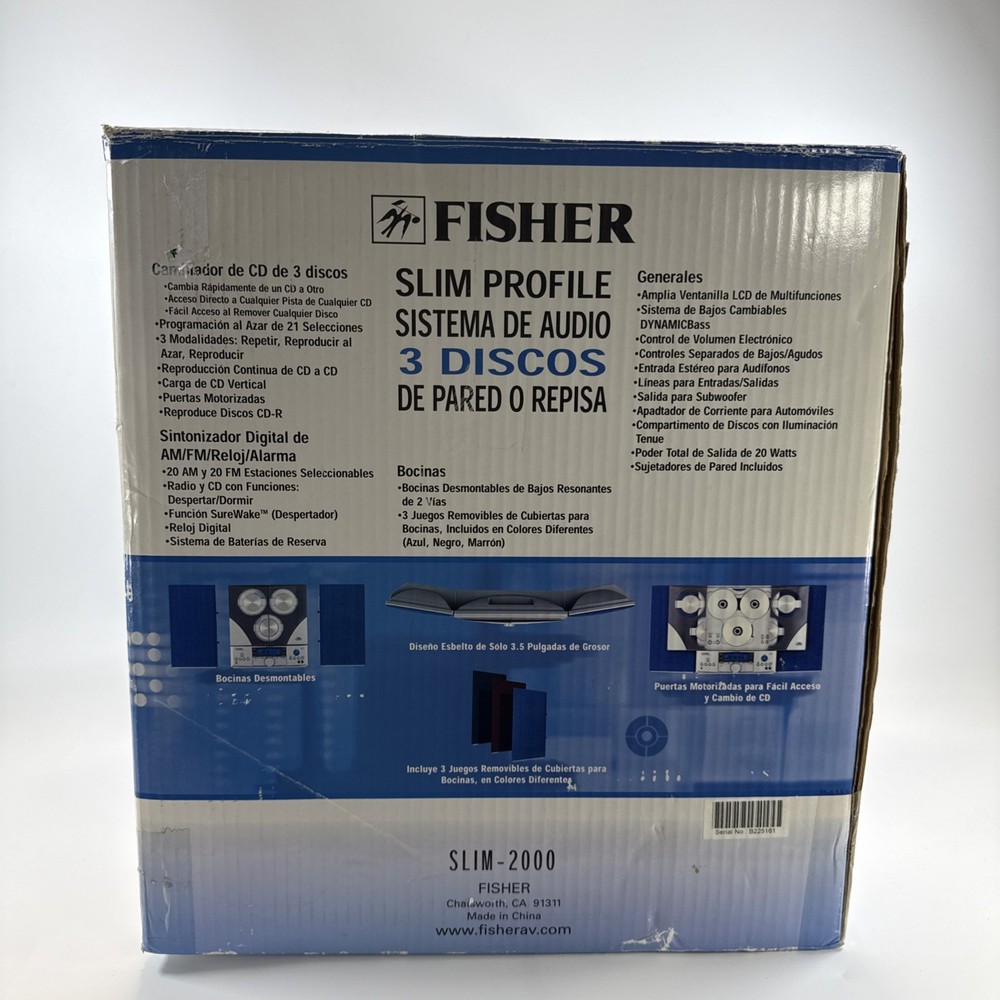 FISHER
SLIM PROFILE
SISTEMA DE AUDIO
3 DISCOS
DE PARED O REPISA
de CD de 3 discos
•Cambia Rápidamente de un CD a Otro
•Acceso Directo a Cualquier Pista de Cualquier CD
•Fácil Acceso al Remover Cualquier Disco
•Programación al Azar de 21 Selecciones
•3 Modalidades: Repetir, Reproducir al
Azar, Reproducir
•Reproducción Continua de CD a CD
•Carga de CD Vertical
•Puertas Motorizadas
•Reproduce Discos CD-R
Sintonizador Digital de
AM/FM/Reloj/Alarma
•20 AM y 20 FM Estaciones Seleccionables
•Radio y CD con Funciones:
Despertar/Dormir
•Función SureWake™ (Despertador)
•Reloj Digital
•Sistema de Baterías de Reserva
Bocinas
•Bocinas Desmontables de Bajos Resonantes
de 2 Vías
•3 Juegos Removibles de Cubiertas para
Bocinas, Incluidos en Colores Diferentes
(Azul, Negro, Marrón)
Generales
•Amplia Ventanilla LCD de Multifunciones
•Sistema de Bajos Cambiables
DYNAMICBass
•Control de Volumen Electrónico
•Controles Separados de Bajos/Agudos
•Entrada Estéreo para Audífonos
•Líneas para Entradas/Salidas
•Salida para Subwoofer
•Apadtador de Corriente para Automóviles
•Compartimento de Discos con Iluminación
Tenue
•Poder Total de Salida de 20 Watts
•Sujetadores de Pared Incluidos
Bocinas Desmontables
Diseño Esbelto de Sólo 3.5 Pulgadas de Grosor
Puertas Motorizadas para Fácil Acceso
y Cambio de CD
Incluye 3 Juegos Removibles de Cubiertas para
Bocinas, en Colores Diferentes
Serial No : B225161
SLIM-2000
FISHER
Chatsworth, CA 91311
Made in China
www.fisherav.com